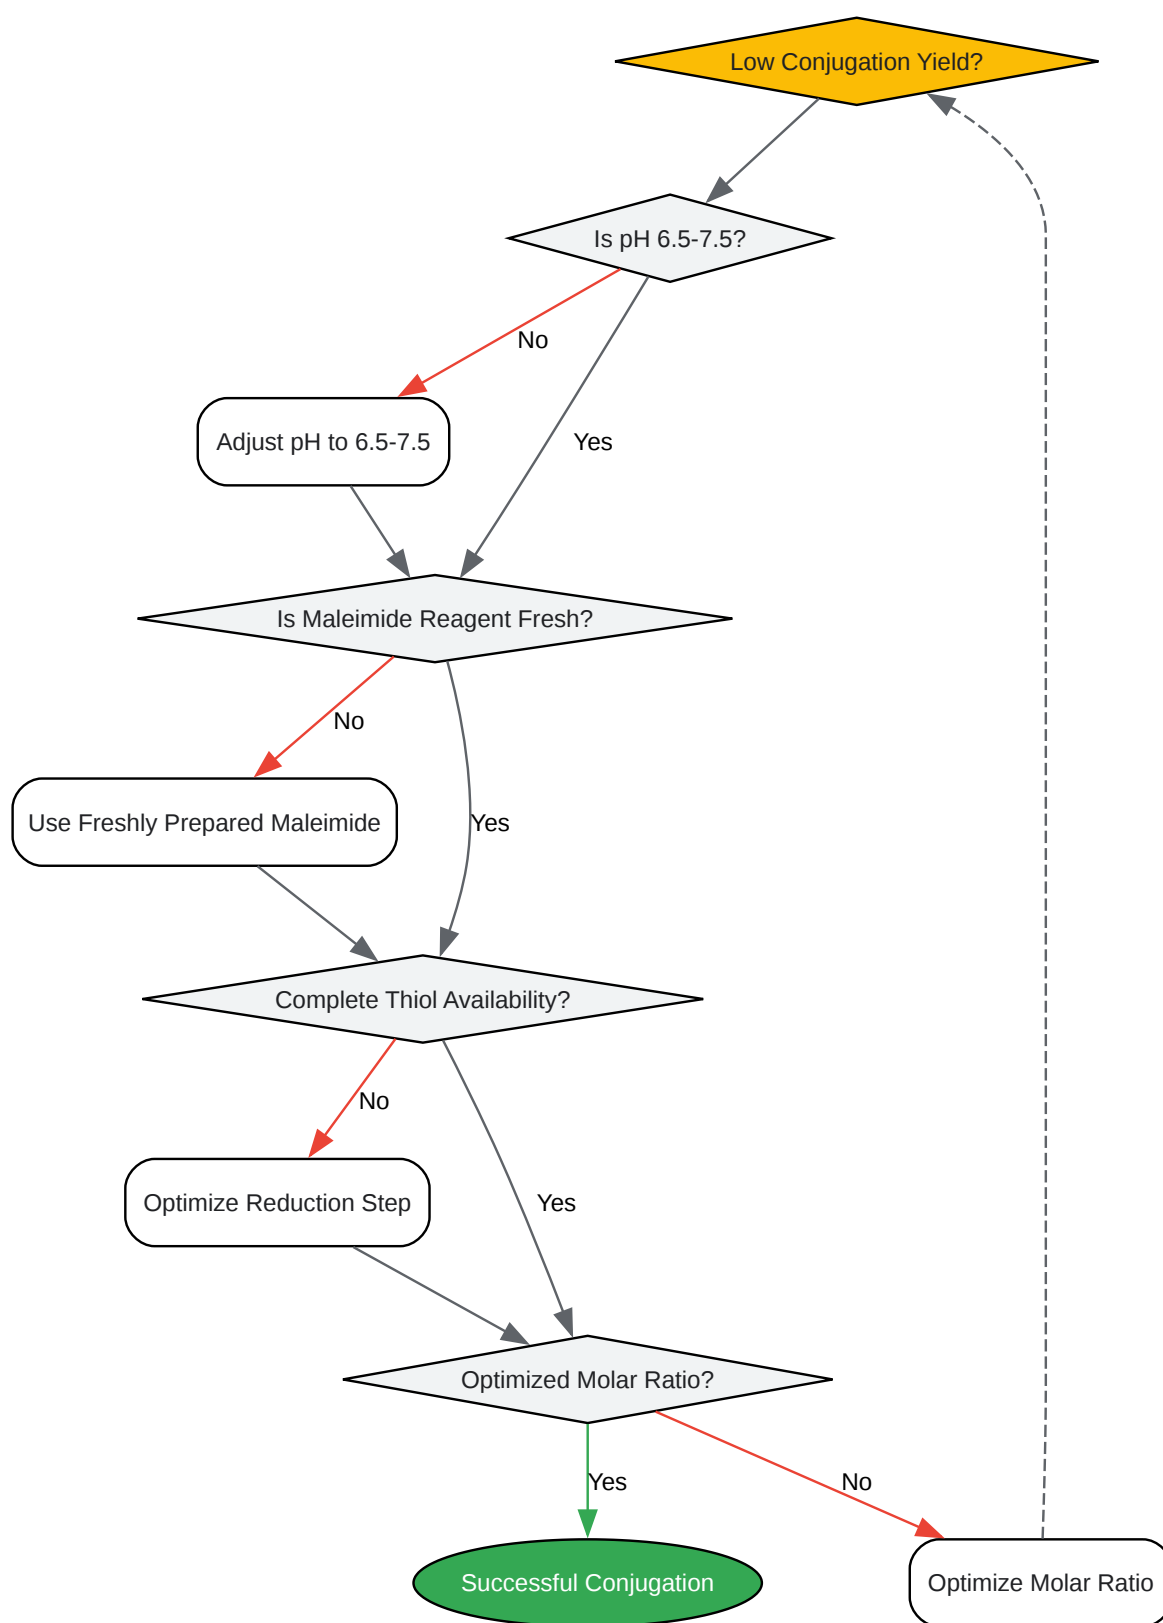 Low Conjugation Yield?
Is pH 6.5-7.5?
No
Adjust pH to 6.5-7.5
Yes
Is Maleimide Reagent Fresh?
No
Use Freshly Prepared Maleimide
Yes
Complete Thiol Availability?
No
Optimize Reduction Step
Yes
Optimized Molar Ratio?
Yes
No
Successful Conjugation
Optimize Molar Ratio